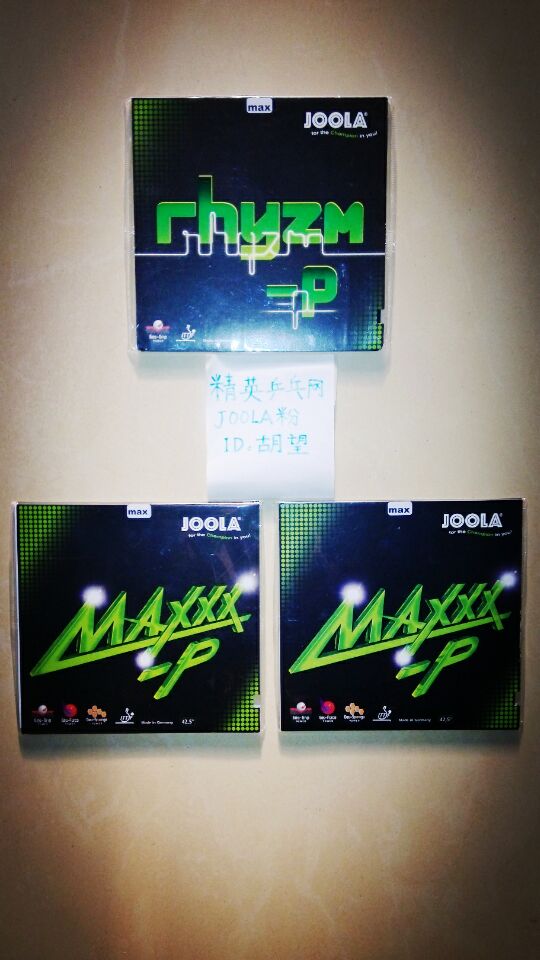 max
JOOLA
for the Champion in you!
rhyzm
-P
精英乒乓网
JOOLA粉
ID:胡望
max
JOOLA
for the Champion in you!
MAXXX
-P
Made in Germany 42,5°
max
JOOLA
for the Champion in you!
MAXXX
-P
Made in Germany 42,5°